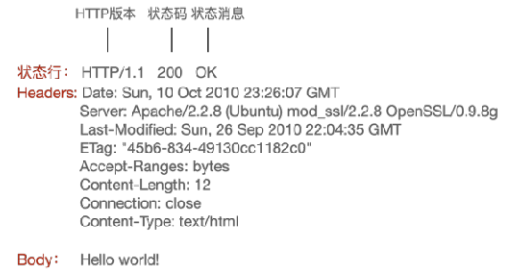 HTTP版本 状态码 状态消息
状态行： HTTP/1.1 200 OK
Headers: Date: Sun, 10 Oct 2010 23:26:07 GMT
Server: Apache/2.2.8 (Ubuntu) mod_ssl/2.2.8 OpenSSL/0.9.8g
Last-Modified: Sun, 26 Sep 2010 22:04:35 GMT
ETag: "45b6-834-49130cc1182c0"
Accept-Ranges: bytes
Content-Length: 12
Connection: close
Content-Type: text/html
Body： Hello world!